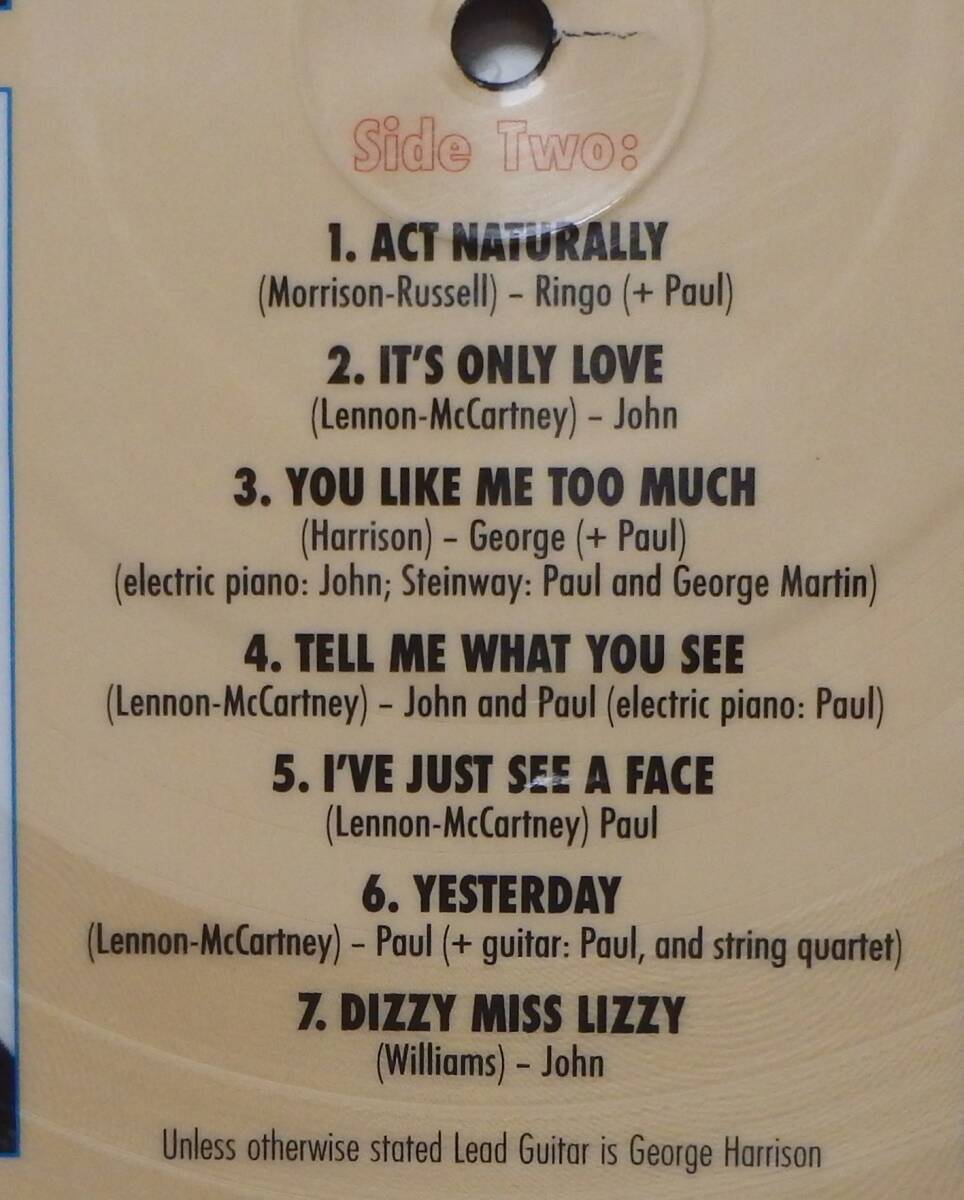 Side Two:
1. ACT NATURALLY
(Morrison-Russell) – Ringo (+ Paul)
2. IT'S ONLY LOVE
(Lennon-McCartney) – John
3. YOU LIKE ME TOO MUCH
(Harrison) – George (+ Paul)
(electric piano: John; Steinway: Paul and George Martin)
4. TELL ME WHAT YOU SEE
(Lennon-McCartney) – John and Paul (electric piano: Paul)
5. I'VE JUST SEE A FACE
(Lennon-McCartney) Paul
6. YESTERDAY
(Lennon-McCartney) – Paul (+ guitar: Paul, and string quartet)
7. DIZZY MISS LIZZY
(Williams) – John
Unless otherwise stated Lead Guitar is George Harrison